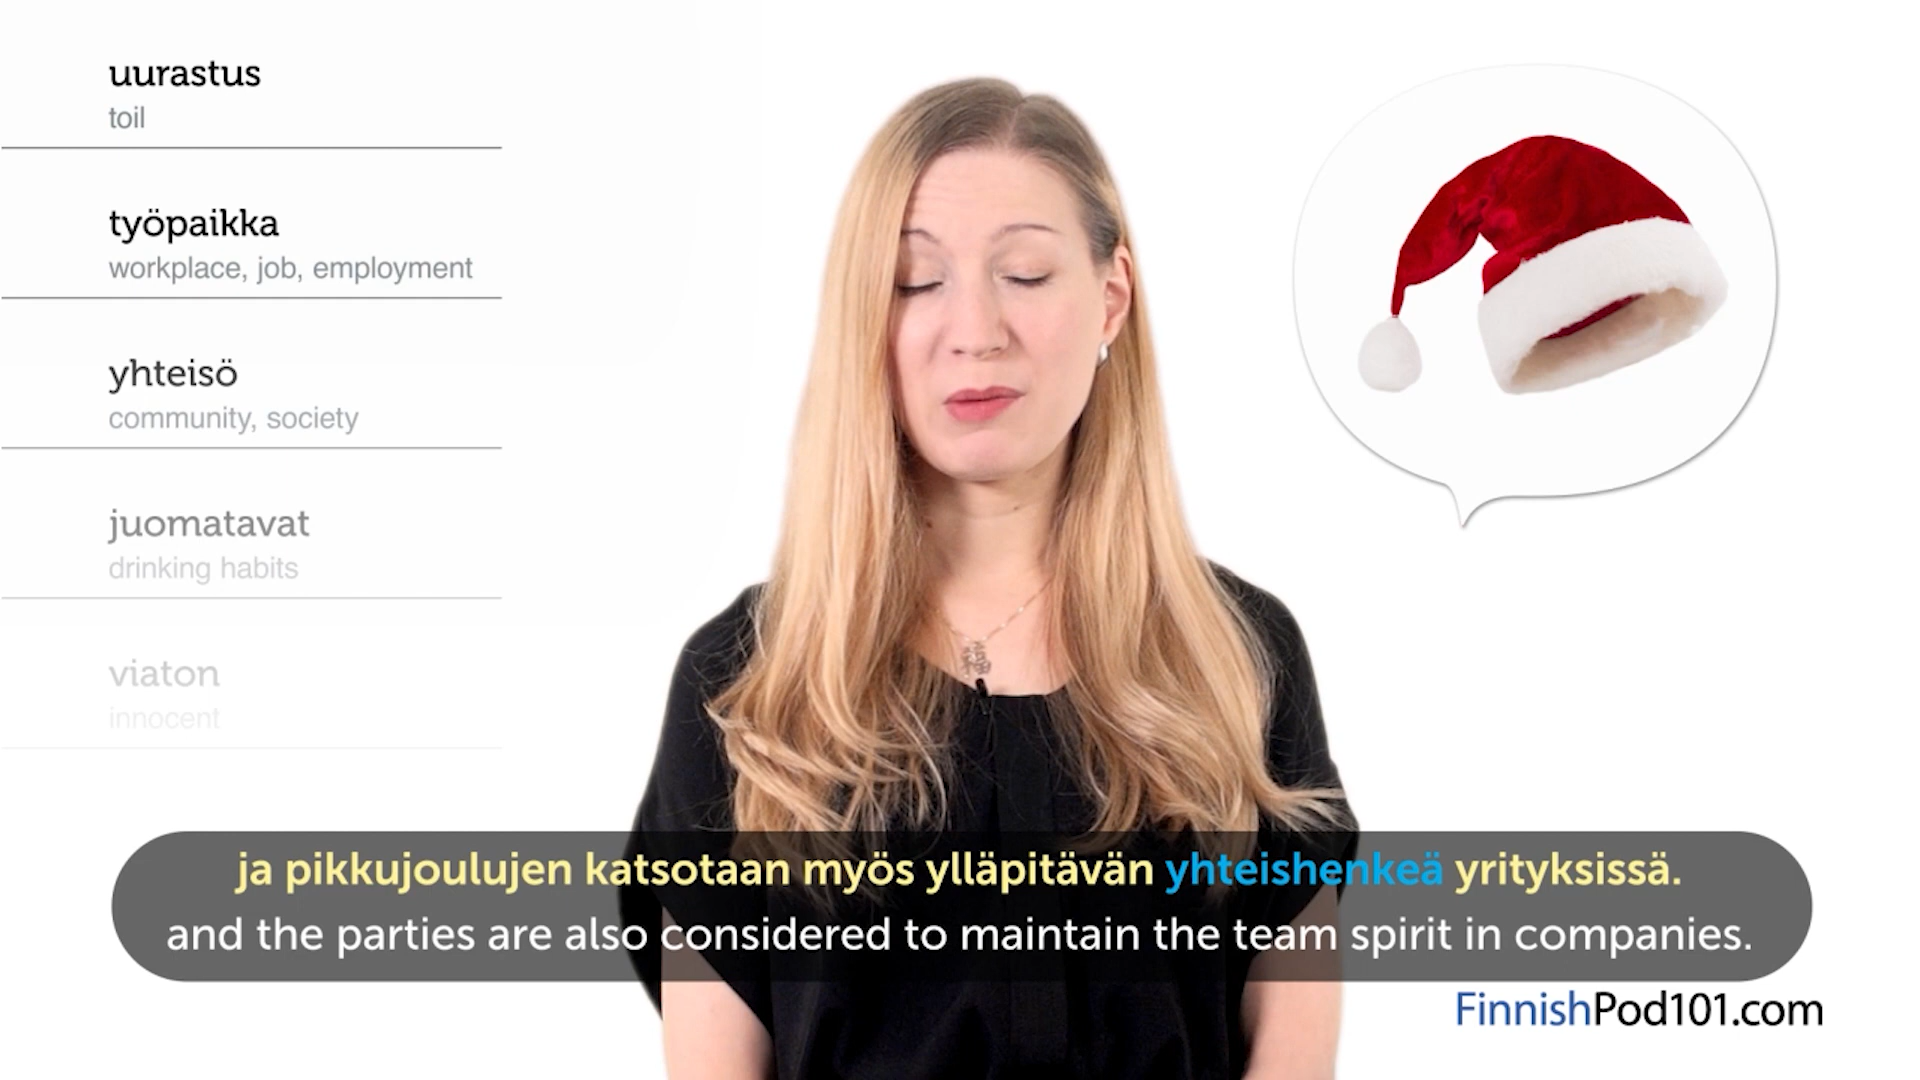 uurastus
toil
työpaikka
workplace, job, employment
yhteisö
community, society
juomatavat
drinking habits
viaton
innocent
福
ja pikkujoulujen katsotaan myös ylläpitävän yhteishenkeä yrityksissä.
and the parties are also considered to maintain the team spirit in companies.
FinnishPod101.com